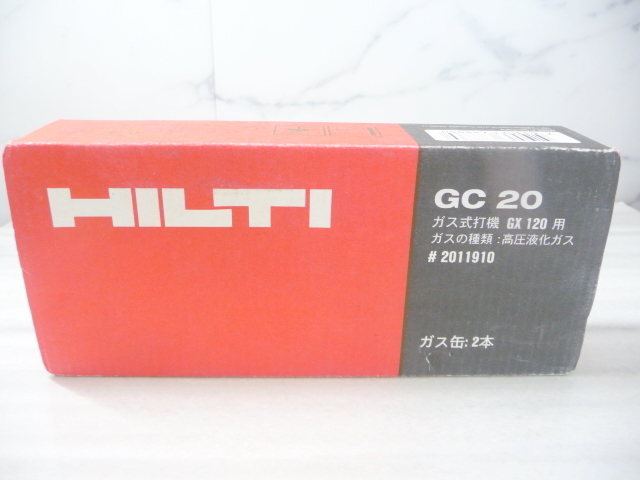 HILTI
GC 20
ガス式打機 GX 120 用
ガスの種類:高圧液化ガス
# 2011910
ガス缶:2本